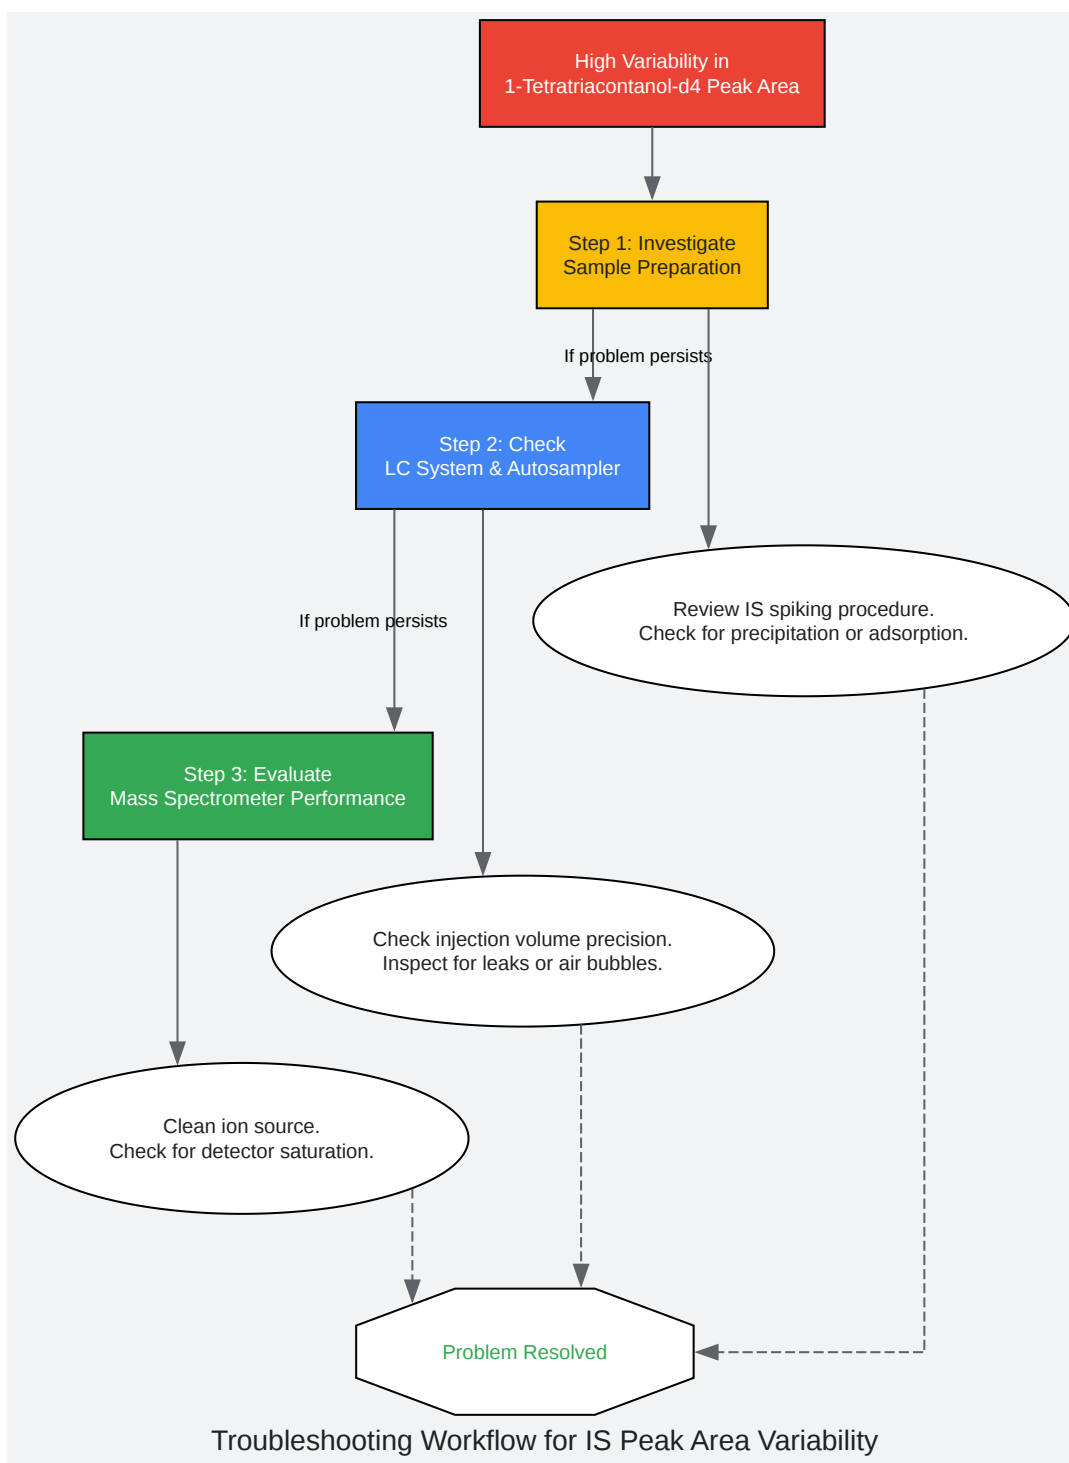 High Variability in
1-Tetratriacontanol-d4 Peak Area
Step 1: Investigate
Sample Preparation
If problem persists
Step 2: Check
LC System & Autosampler
Review IS spiking procedure.
Check for precipitation or adsorption.
If problem persists
Step 3: Evaluate
Mass Spectrometer Performance
Check injection volume precision.
Inspect for leaks or air bubbles.
Clean ion source.
Check for detector saturation.
Problem Resolved
Troubleshooting Workflow for IS Peak Area Variability